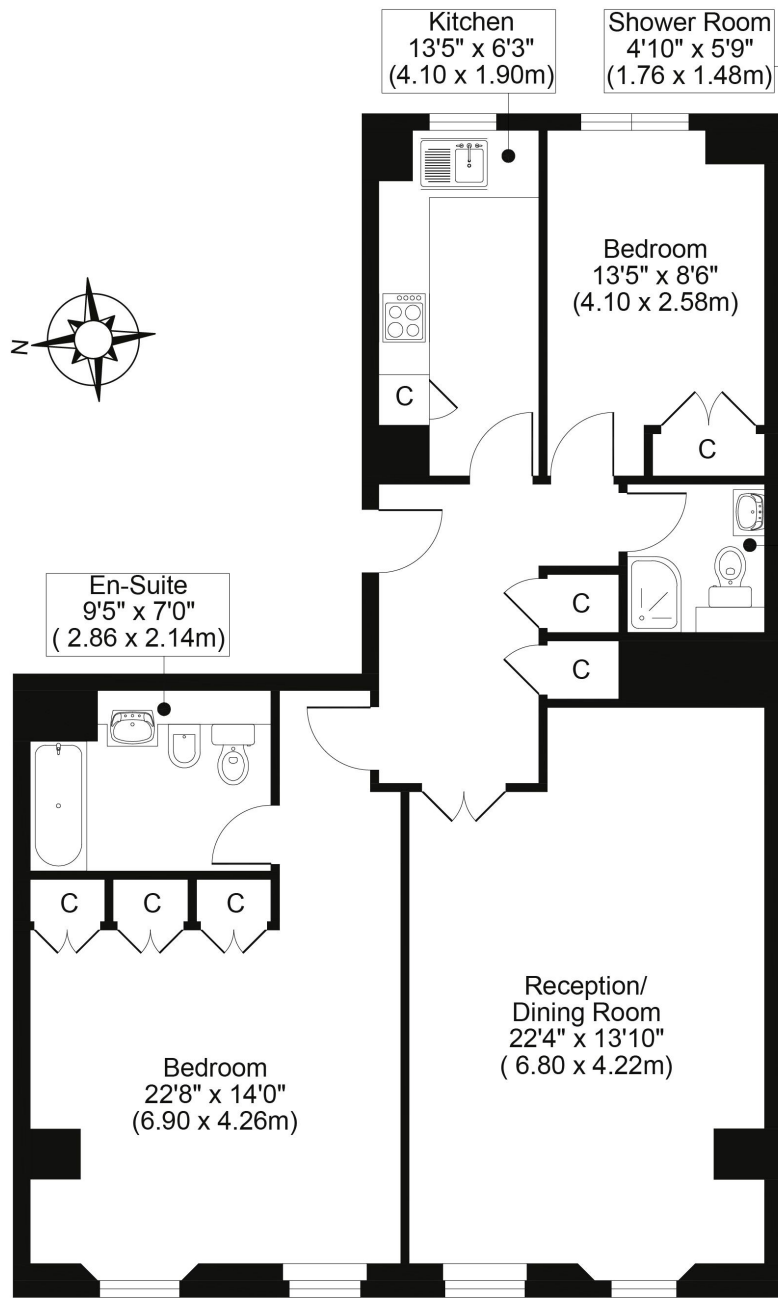 Kitchen
13'5" x 6'3"
(4.10 x 1.90m)
Shower Room
4'10" x 5'9"
(1.76 x 1.48m)
Bedroom
13'5" x 8'6"
(4.10 x 2.58m)
N
C
C
En-Suite
9'5" x 7'0"
( 2.86 x 2.14m)
C
C
C
C
C
Reception/
Dining Room
22'4" x 13'10"
( 6.80 x 4.22m)
Bedroom
22'8" x 14'0"
(6.90 x 4.26m)